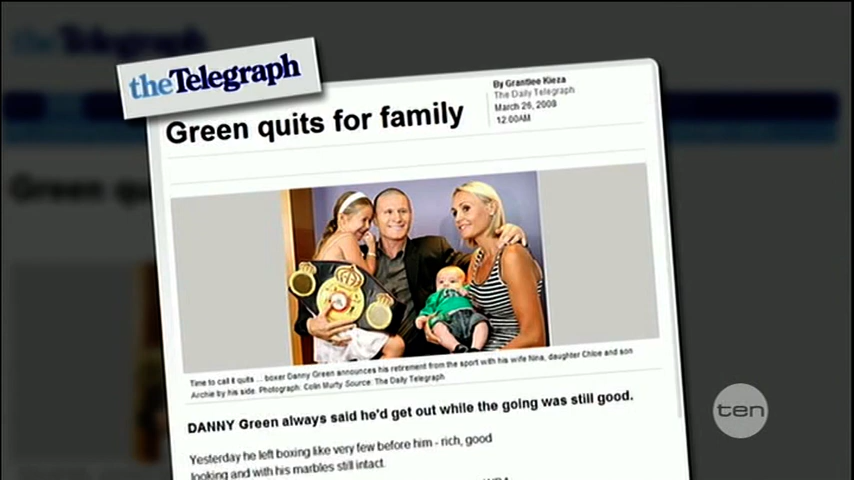 theTelegraph
Green quits for family
By Grantlee Kieza
The Daily Telegraph
March 26, 2008
12:00AM
Time to call it quits ... boxer Danny Green announces his retirement from the sport with his wife Nina, daughter Chloe and son
Archie by his side. Photograph: Colin Murty Source: The Daily Telegraph
DANNY Green always said he'd get out while the going was still good.
Yesterday he left boxing like very few before him - rich, good
looking and with his marbles still intact.
ten